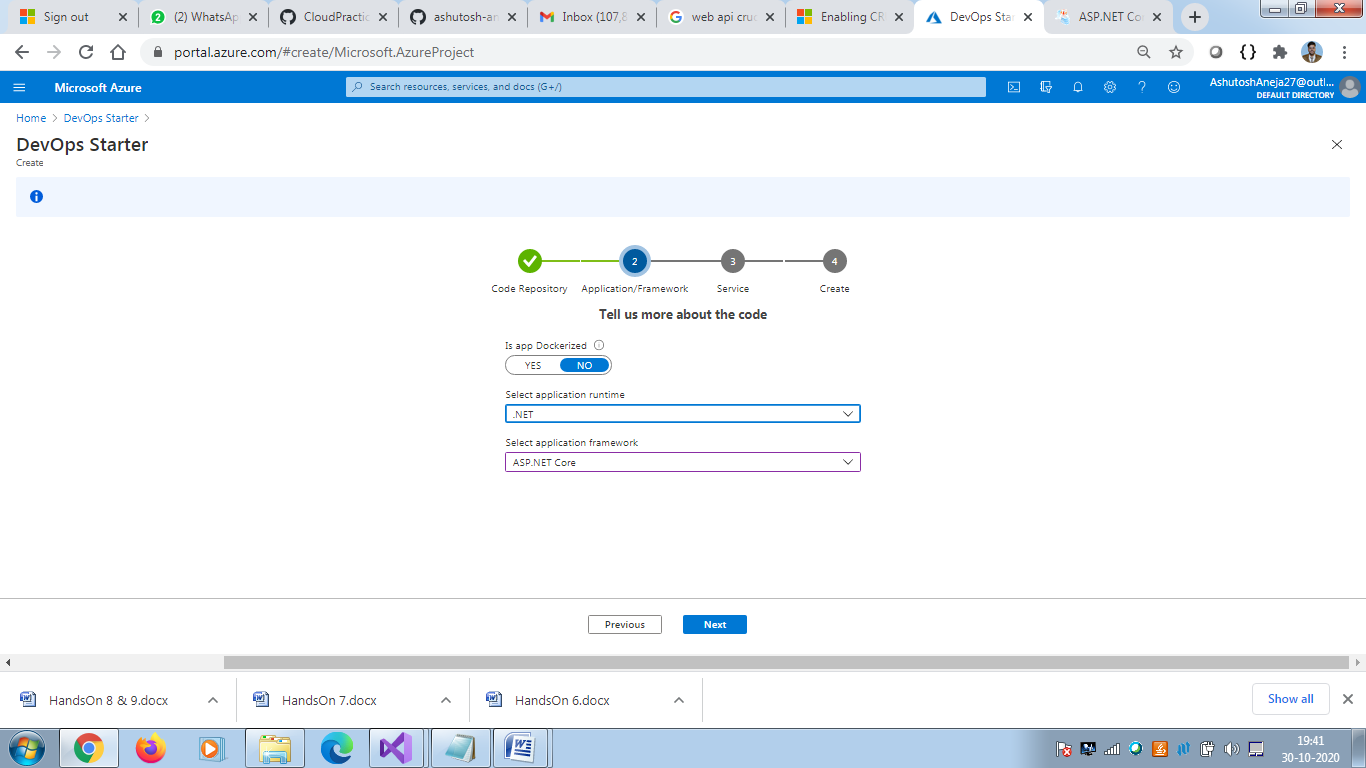 Sign out
(2) WhatsAp
CloudPractic
ashutosh-an
Inbox (107,8
web api crud
Enabling CR
DevOps Star
ASP.NET Co
portal.azure.com/#create/Microsoft.AzureProject
Microsoft Azure
Search resources, services, and docs (G+/)
AshutoshAneja27@outl...
DEFAULT DIRECTORY
Home > DevOps Starter >
DevOps Starter
Create
2
3
4
Code Repository
Application/Framework
Service
Create
Tell us more about the code
Is app Dockerized
YES
NO
Select application runtime
.NET
Select application framework
ASP.NET Core
Previous
Next
HandsOn 8 & 9.docx
HandsOn 7.docx
HandsOn 6.docx
Show all
19:41
30-10-2020